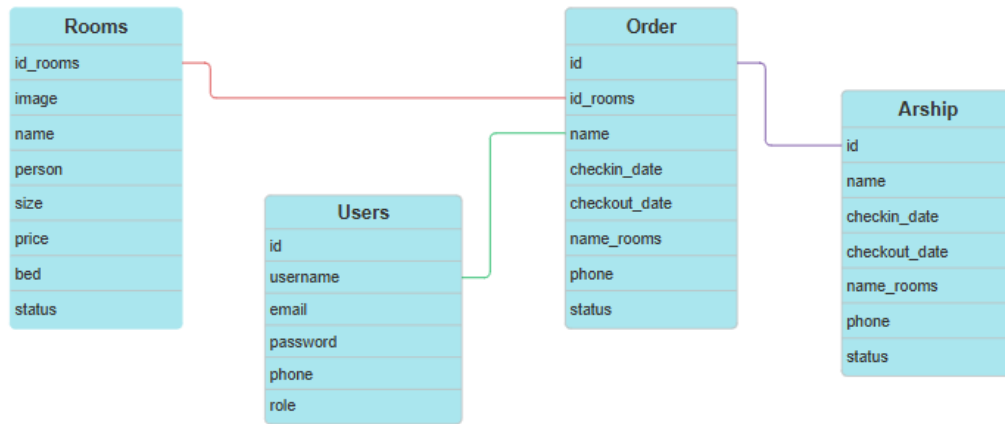 Rooms
id_rooms
image
name
person
size
price
bed
status
Users
id
username
email
password
phone
role
Order
id
id_rooms
name
checkin_date
checkout_date
name_rooms
phone
status
Arship
id
name
checkin_date
checkout_date
name_rooms
phone
status